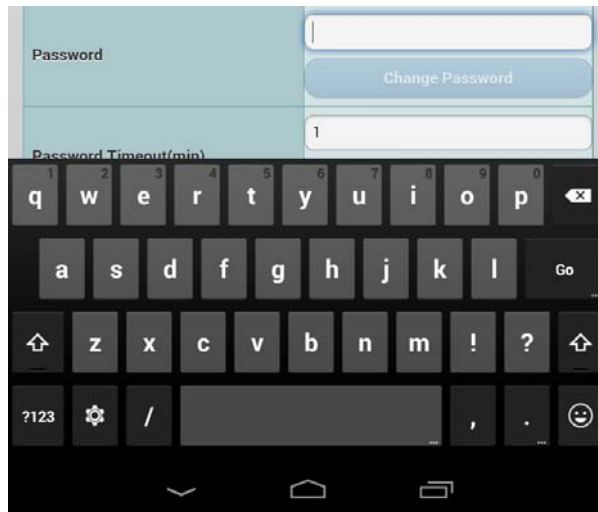 Password
Change Password
1
Password Timeout(min)
1 2 3 4 5 6 7 8 9 0
q w e r t y u i o p
a s d f g h j k l Go
z x c v b n m ! ?
?123 / , .